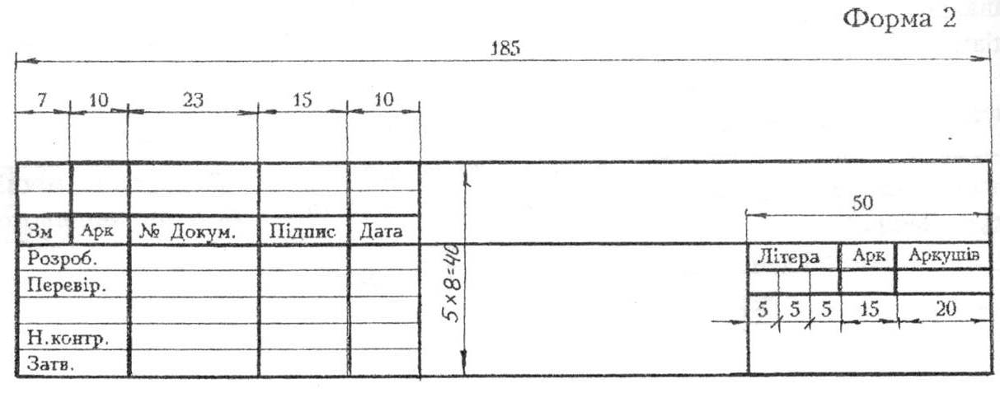 Форма 2
185
7 10 23 15 10
50
Зм Арк № Докум. Підпис Дата
Розроб.
Літера Арк Аркушів
Перевір.
5×8=40
5 5 5 15 20
Н.контр.
Затв.